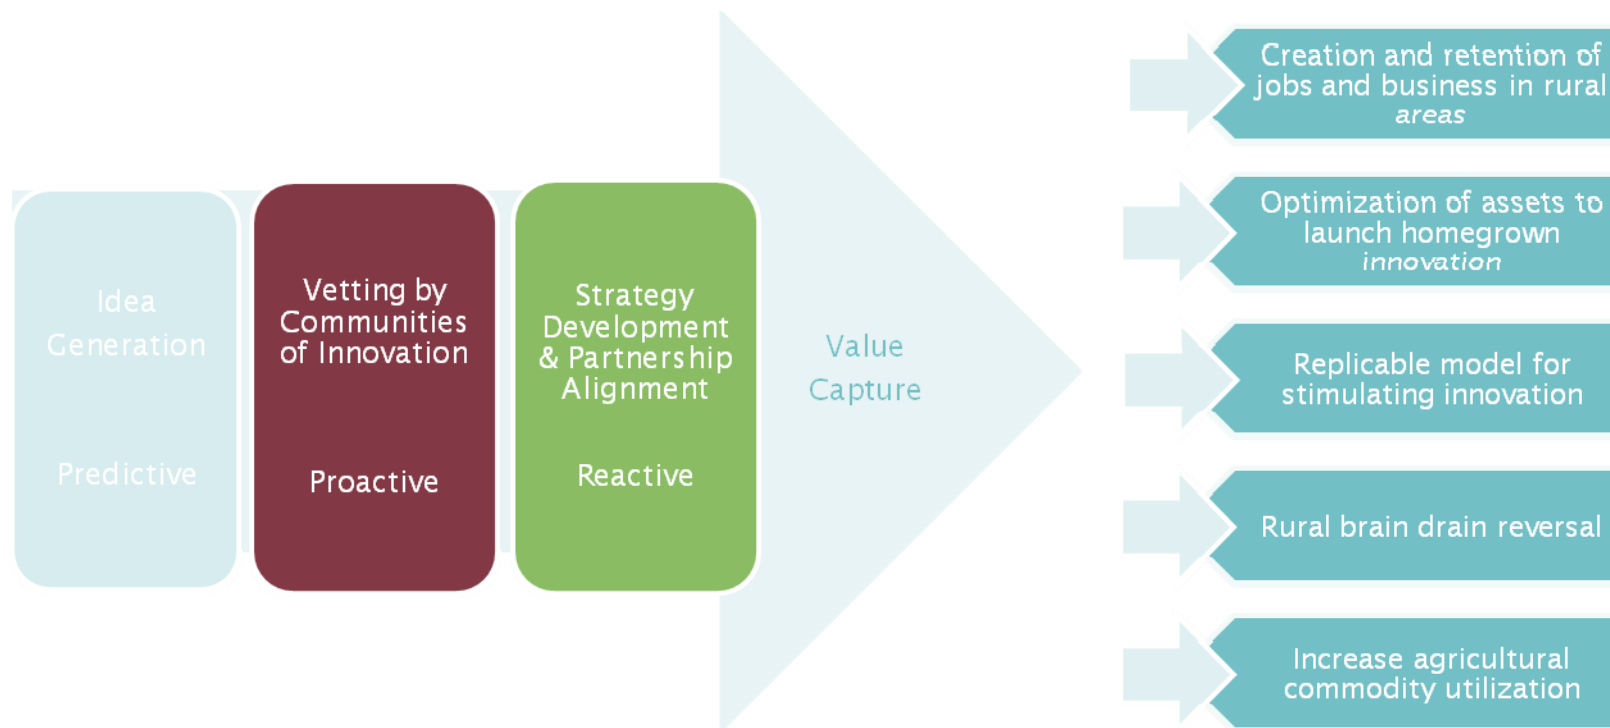 Idea
Generation
Predictive
Vetting by
Communities
of Innovation
Proactive
Strategy
Development
& Partnership
Alignment
Reactive
Value
Capture
Creation and retention of
jobs and business in rural
areas
Optimization of assets to
launch homegrown
innovation
Replicable model for
stimulating innovation
Rural brain drain reversal
Increase agricultural
commodity utilization